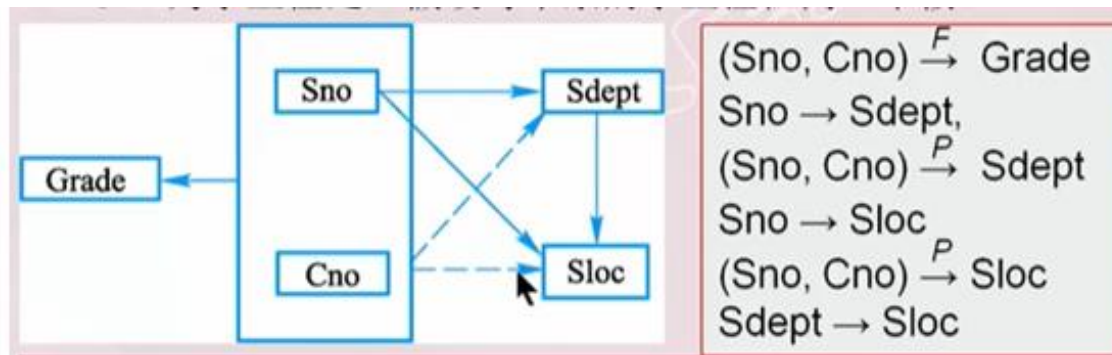 Sno
Sdept
Grade
Cno
Sloc
(Sno, Cno) F→ Grade
Sno → Sdept,
(Sno, Cno) P→ Sdept
Sno → Sloc
(Sno, Cno) P→ Sloc
Sdept → Sloc